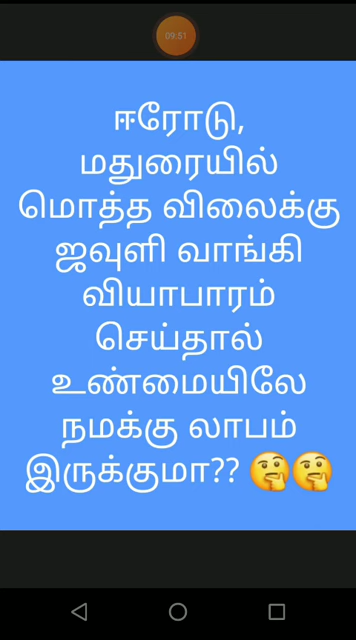 09:51
ஈரோடு,
மதுரையில்
மொத்த விலைக்கு
ஜவுளி வாங்கி
வியாபாரம்
செய்தால்
உண்மையிலே
நமக்கு லாபம்
இருக்குமா?? 🤔🤔